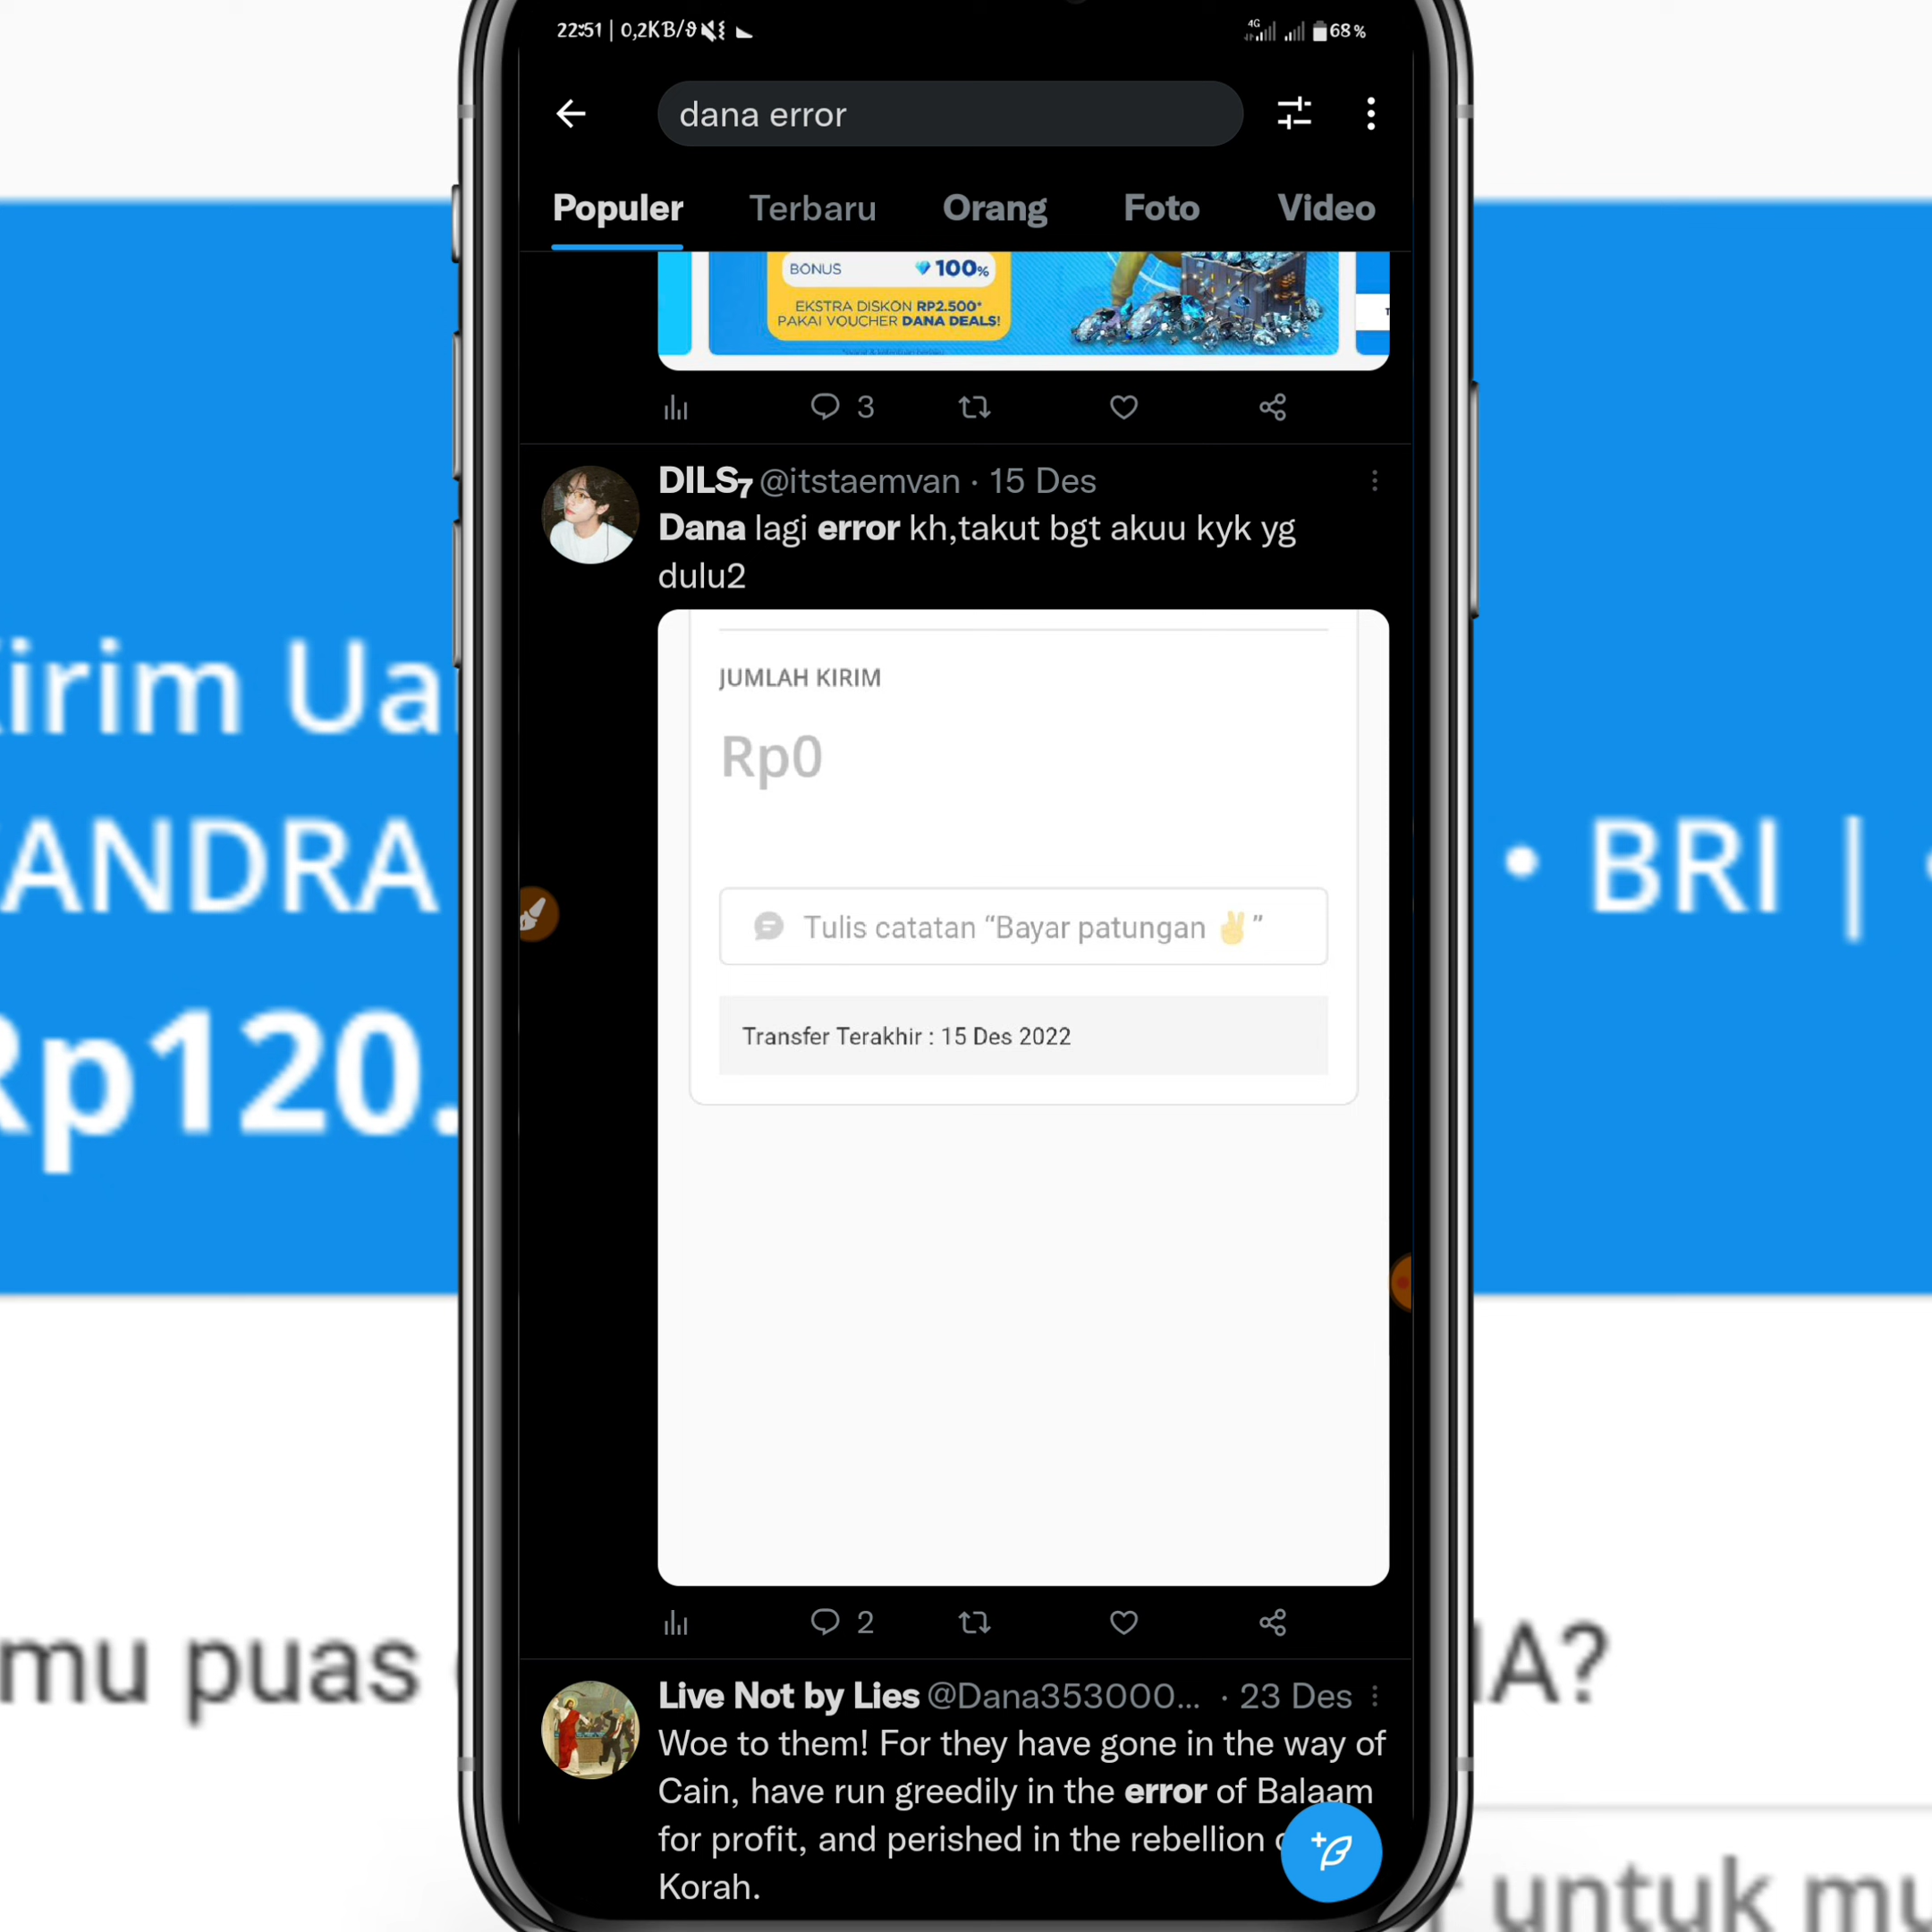 22:51 | 0,2KB/
4G
68%
dana error
Populer Terbaru Orang Foto Video
BONUS 100%
EKSTRA DISKON RP2.500*
PAKAI VOUCHER DANA DEALS!
3
DILS7 @itstaemvan · 15 Des
Dana lagi error kh,takut bgt akuu kyk yg
dulu2
JUMLAH KIRIM
Rp0
Tulis catatan “Bayar patungan ✌️”
Transfer Terakhir : 15 Des 2022
2
Live Not by Lies @Dana353000... · 23 Des
Woe to them! For they have gone in the way of
Cain, have run greedily in the error of Balaam
for profit, and perished in the rebellion
Korah.
irim Ua
ANDRA • BRI |
Rp120.
mu puas A?
untuk mu